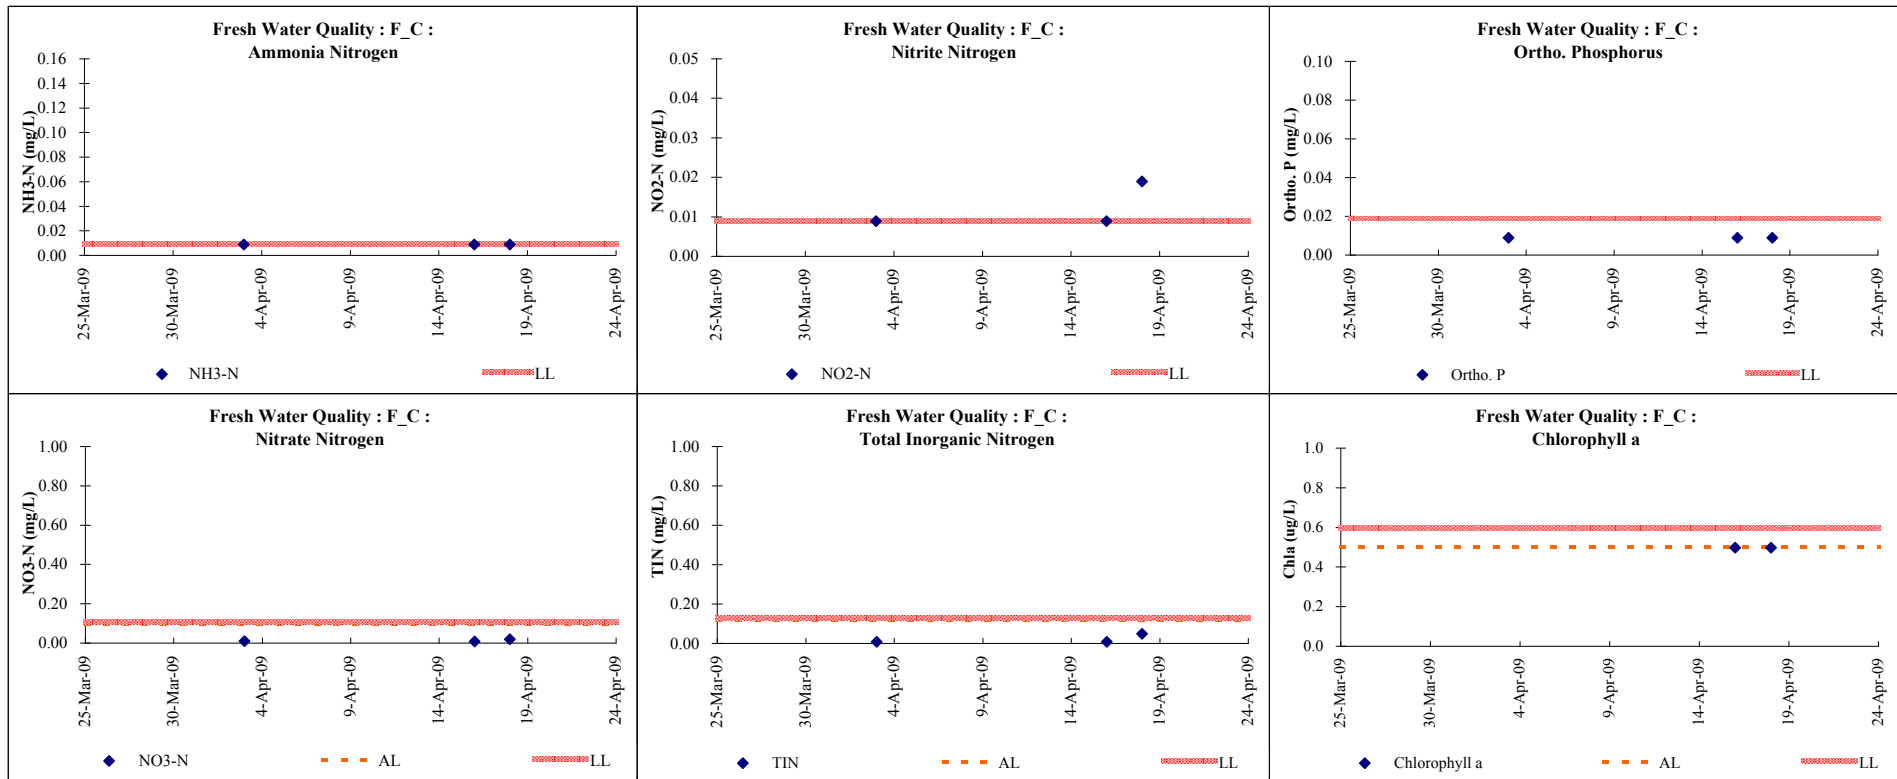 Fresh Water Quality : F_C :
Ammonia Nitrogen
NH3-N (mg/L)
0.16
0.14
0.12
0.10
0.08
0.06
0.04
0.02
0.00
25-Mar-09
30-Mar-09
4-Apr-09
9-Apr-09
14-Apr-09
19-Apr-09
24-Apr-09
NH3-N
LL
Fresh Water Quality : F_C :
Nitrite Nitrogen
NO2-N (mg/L)
0.05
0.04
0.03
0.02
0.01
0.00
25-Mar-09
30-Mar-09
4-Apr-09
9-Apr-09
14-Apr-09
19-Apr-09
24-Apr-09
NO2-N
LL
Fresh Water Quality : F_C :
Ortho. Phosphorus
Ortho. P (mg/L)
0.10
0.08
0.06
0.04
0.02
0.00
25-Mar-09
30-Mar-09
4-Apr-09
9-Apr-09
14-Apr-09
19-Apr-09
24-Apr-09
Ortho. P
LL
Fresh Water Quality : F_C :
Nitrate Nitrogen
NO3-N (mg/L)
1.00
0.80
0.60
0.40
0.20
0.00
25-Mar-09
30-Mar-09
4-Apr-09
9-Apr-09
14-Apr-09
19-Apr-09
24-Apr-09
NO3-N
AL
LL
Fresh Water Quality : F_C :
Total Inorganic Nitrogen
TIN (mg/L)
1.00
0.80
0.60
0.40
0.20
0.00
25-Mar-09
30-Mar-09
4-Apr-09
9-Apr-09
14-Apr-09
19-Apr-09
24-Apr-09
TIN
AL
LL
Fresh Water Quality : F_C :
Chlorophyll a
Chla (ug/L)
1.0
0.8
0.6
0.4
0.2
0.0
25-Mar-09
30-Mar-09
4-Apr-09
9-Apr-09
14-Apr-09
19-Apr-09
24-Apr-09
Chlorophyll a
AL
LL